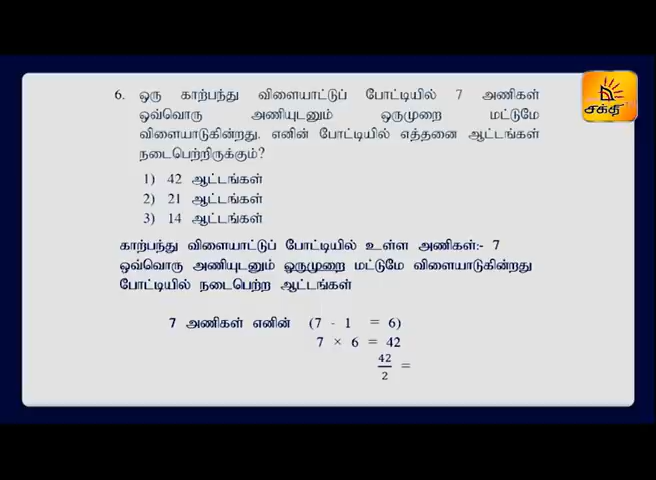 6. ஒரு காற்பந்து விளையாட்டுப் போட்டியில் 7 அணிகள்
ஒவ்வொரு அணியுடனும் ஒருமுறை மட்டுமே
விளையாடுகின்றது. எனின் போட்டியில் எத்தனை ஆட்டங்கள்
நடைபெற்றிருக்கும்?
1) 42 ஆட்டங்கள்
2) 21 ஆட்டங்கள்
3) 14 ஆட்டங்கள்
காற்பந்து விளையாட்டுப் போட்டியில் உள்ள அணிகள்:- 7
ஒவ்வொரு அணியுடனும் ஒருமுறை மட்டுமே விளையாடுகின்றது
போட்டியில் நடைபெற்ற ஆட்டங்கள்
7 அணிகள் எனின் (7 - 1 = 6)
7 × 6 = 42
42/2 =
சக்தி